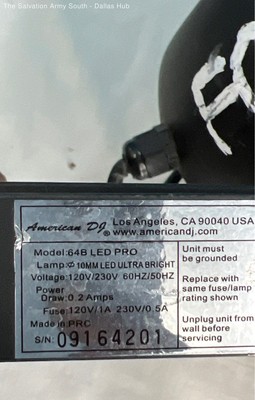 The Salvation Army South - Dallas Hub
American DJ
Los Angeles, CA 90040 USA
www.americandj.com
Model:64B LED PRO
Lamp: 10MM LED ULTRA BRIGHT
Voltage:120V/230V 60HZ/50HZ
Power
Draw:0.2 Amps
Fuse:120V/1A 230V/0.5A
Made in PRC
S/N: 09164201
Unit must
be grounded
Replace with
same fuse/lamp
rating shown
Unplug unit from
wall before
servicing